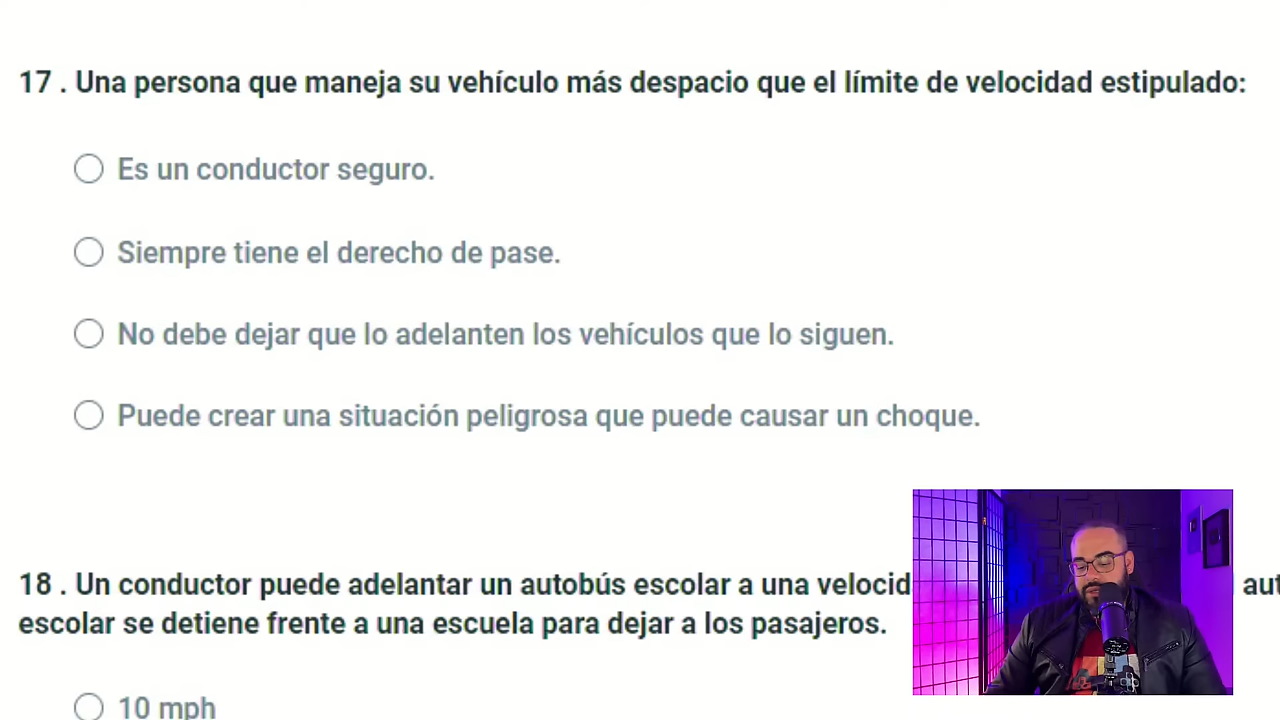 17 . Una persona que maneja su vehículo más despacio que el límite de velocidad estipulado:
Es un conductor seguro.
Siempre tiene el derecho de pase.
No debe dejar que lo adelanten los vehículos que lo siguen.
Puede crear una situación peligrosa que puede causar un choque.
18 . Un conductor puede adelantar un autobús escolar a una
escolar se detiene frente a una escuela para dejar a los pasajeros.
10 mph